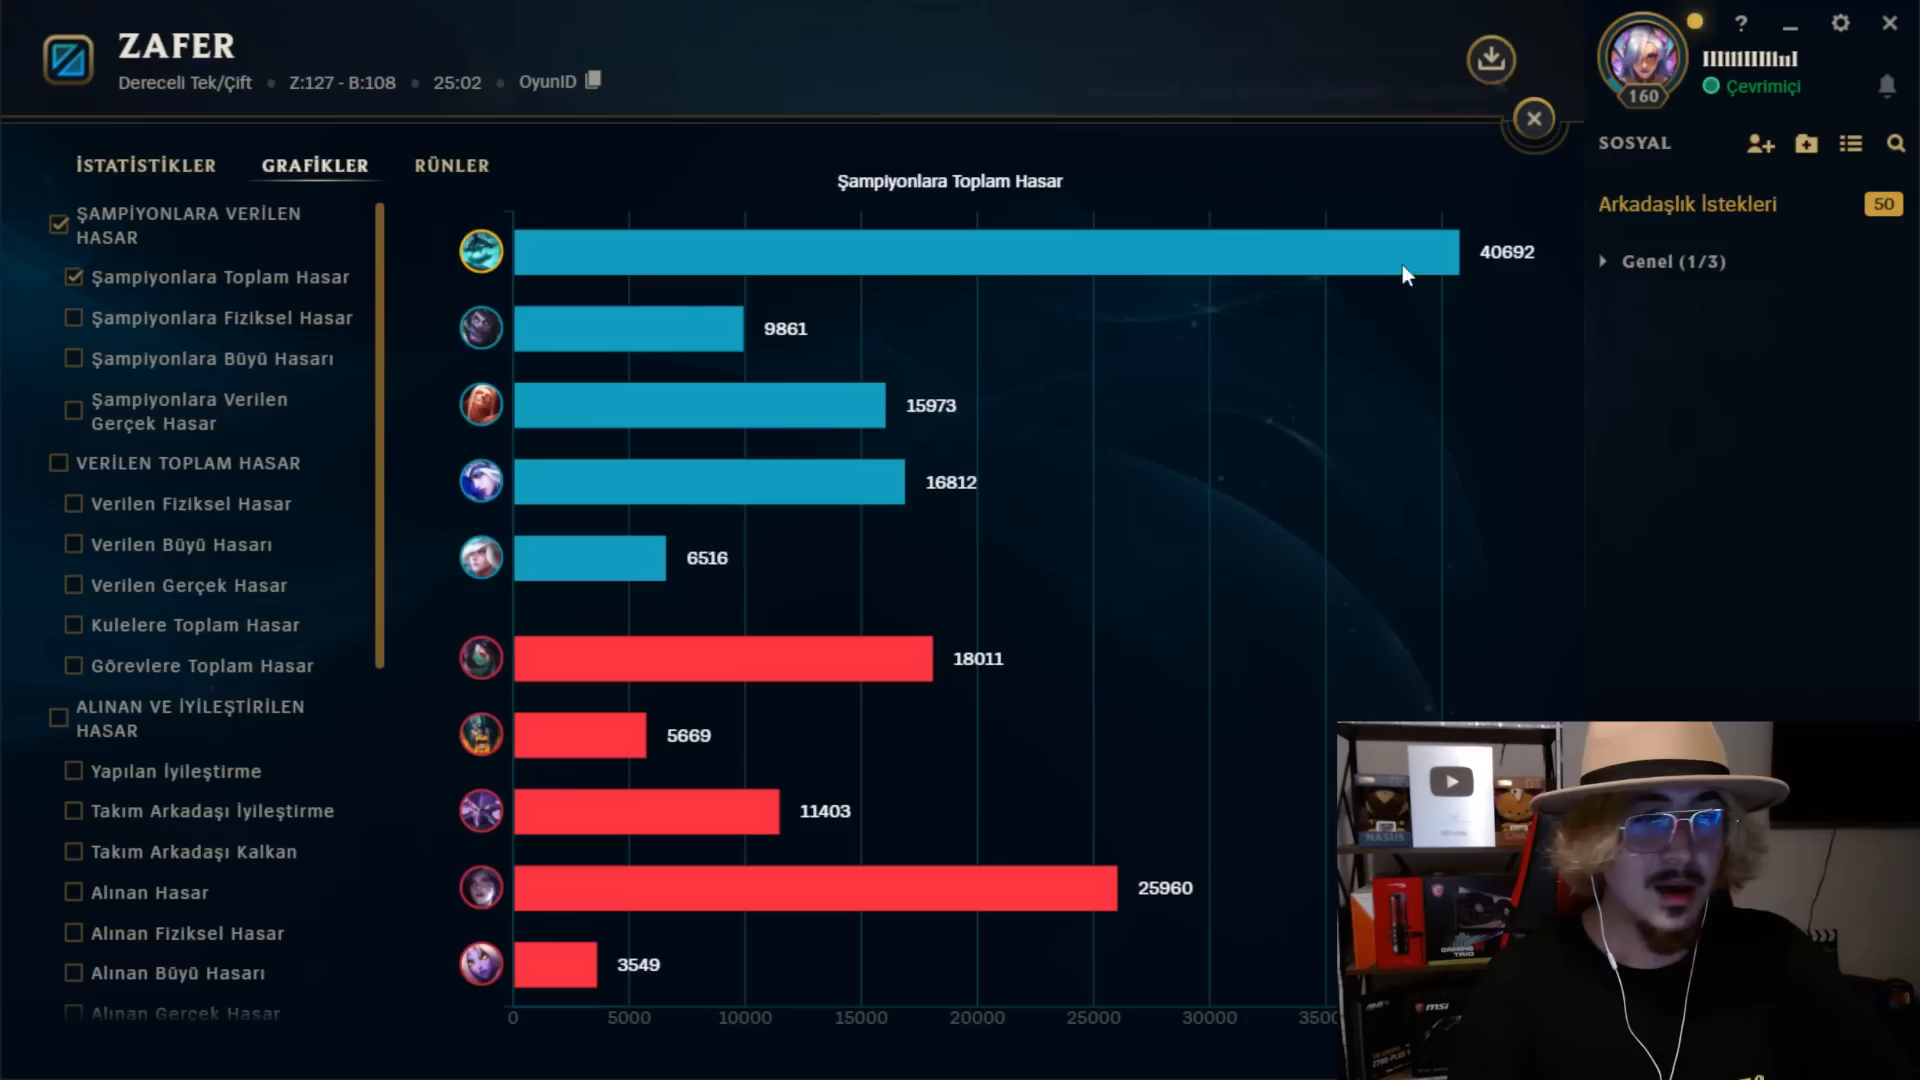 ZAFER
Dereceli Tek/Çift • Z:127 - B:108 • 25:02 • OyunID
?
160
Çevrimiçi
SOSYAL
Arkadaşlık İstekleri 50
Genel (1/3)
İSTATİSTİKLER GRAFİKLER RÜNLER
ŞAMPİYONLARA VERİLEN
HASAR
Şampiyonlara Toplam Hasar
Şampiyonlara Fiziksel Hasar
Şampiyonlara Büyü Hasarı
Şampiyonlara Verilen
Gerçek Hasar
VERİLEN TOPLAM HASAR
Verilen Fiziksel Hasar
Verilen Büyü Hasarı
Verilen Gerçek Hasar
Kulelere Toplam Hasar
Görevlere Toplam Hasar
ALINAN VE İYİLEŞTİRİLEN
HASAR
Yapılan İyileştirme
Takım Arkadaşı İyileştirme
Takım Arkadaşı Kalkan
Alınan Hasar
Alınan Fiziksel Hasar
Alınan Büyü Hasarı
Alınan Gerçek Hasar
Şampiyonlara Toplam Hasar
40692
9861
15973
16812
6516
18011
5669
11403
25960
3549
0 5000 10000 15000 20000 25000 30000 3500
NASUS
GAMING
TRIO
msi